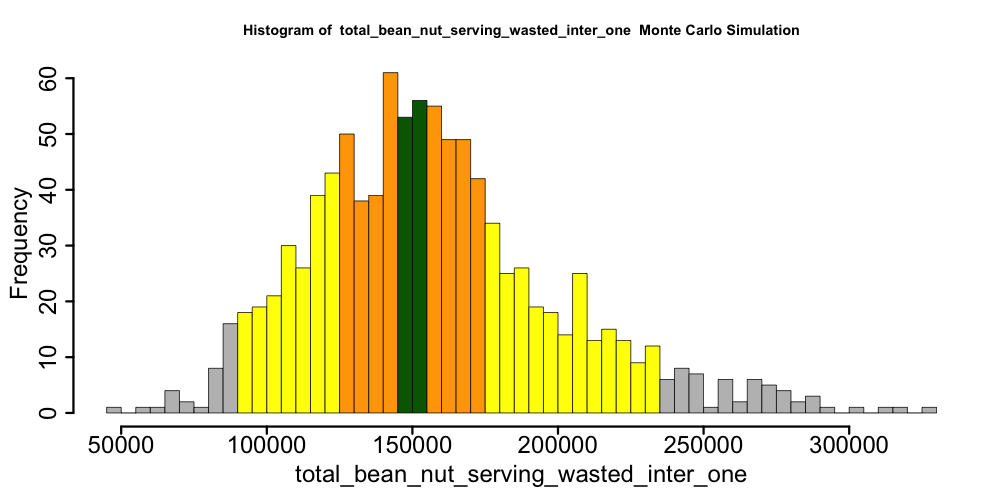 Histogram of  total_bean_nut_serving_wasted_inter_one  Monte Carlo Simulation
Frequency
60
50
40
30
20
10
0
50000 100000 150000 200000 250000 300000
total_bean_nut_serving_wasted_inter_one